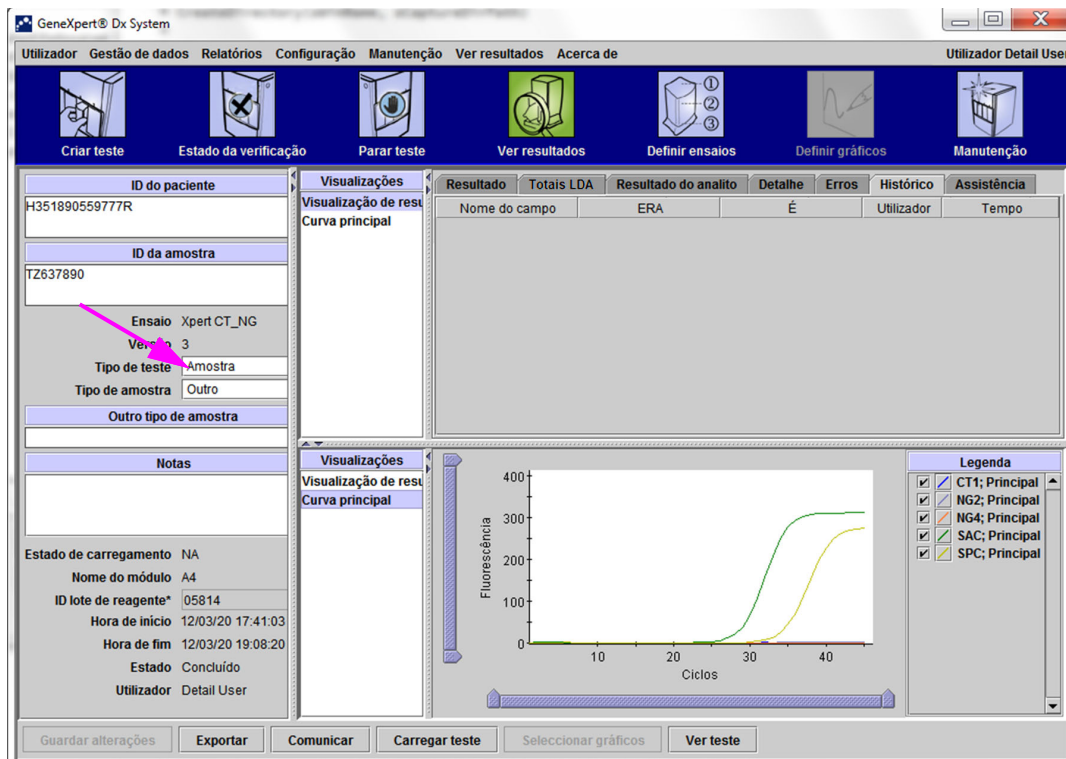 GeneXpert® Dx System
Utilizador Gestão de dados Relatórios Configuração Manutenção Ver resultados Acerca de Utilizador Detail User
Criar teste Estado da verificação Parar teste Ver resultados Definir ensaios Definir gráficos Manutenção
ID do paciente
H351890559777R
ID da amostra
TZ637890
Ensaio Xpert CT_NG
Versão 3
Tipo de teste Amostra
Tipo de amostra Outro
Outro tipo de amostra
Notas
Estado de carregamento NA
Nome do módulo A4
ID lote de reagente* 05814
Hora de início 12/03/20 17:41:03
Hora de fim 12/03/20 19:08:20
Estado Concluído
Utilizador Detail User
Visualizações
Visualização de resu
Curva principal
Resultado Totais LDA Resultado do analito Detalhe Erros Histórico Assistência
Nome do campo ERA É Utilizador Tempo
Visualizações
Visualização de resu
Curva principal
Fluorescência
400
300
200
100
0
10 20 30 40
Ciclos
Legenda
CT1; Principal
NG2; Principal
NG4; Principal
SAC; Principal
SPC; Principal
Guardar alterações Exportar Comunicar Carregar teste Seleccionar gráficos Ver teste